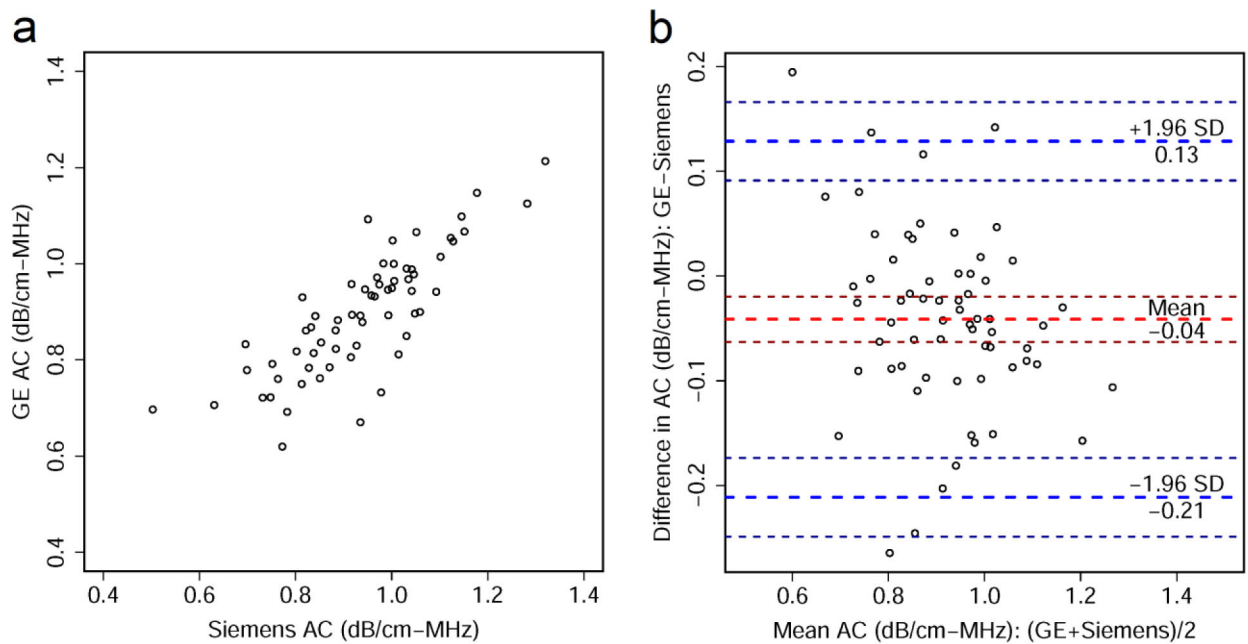 a
GE AC (dB/cm−MHz)
1.4
1.2
1.0
0.8
0.6
0.4
0.4 0.6 0.8 1.0 1.2 1.4
Siemens AC (dB/cm−MHz)
b
Difference in AC (dB/cm−MHz): GE−Siemens
0.2
0.1
0.0
−0.1
−0.2
+1.96 SD
0.13
Mean
−0.04
−1.96 SD
−0.21
0.6 0.8 1.0 1.2 1.4
Mean AC (dB/cm−MHz): (GE+Siemens)/2